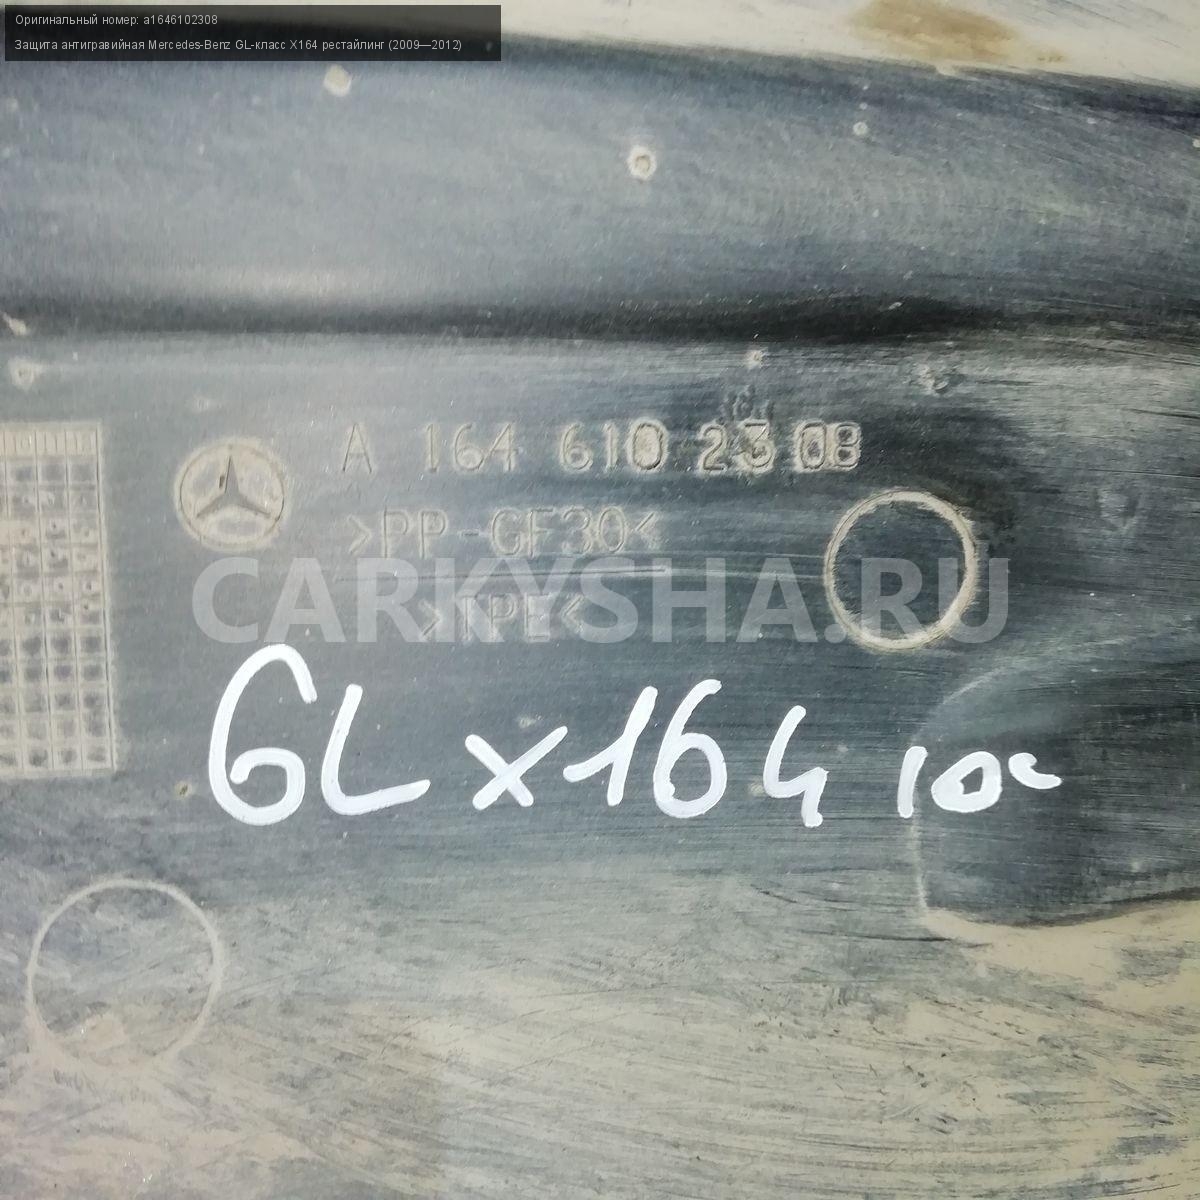 Оригинальный номер: a1646102308
Защита антигравийная Mercedes-Benz GL-класс X164 рестайлинг (2009—2012)
A 164 610 23 08
>PP-GF30<
>TPE<
CARKYSHA.RU
GL x164 10c